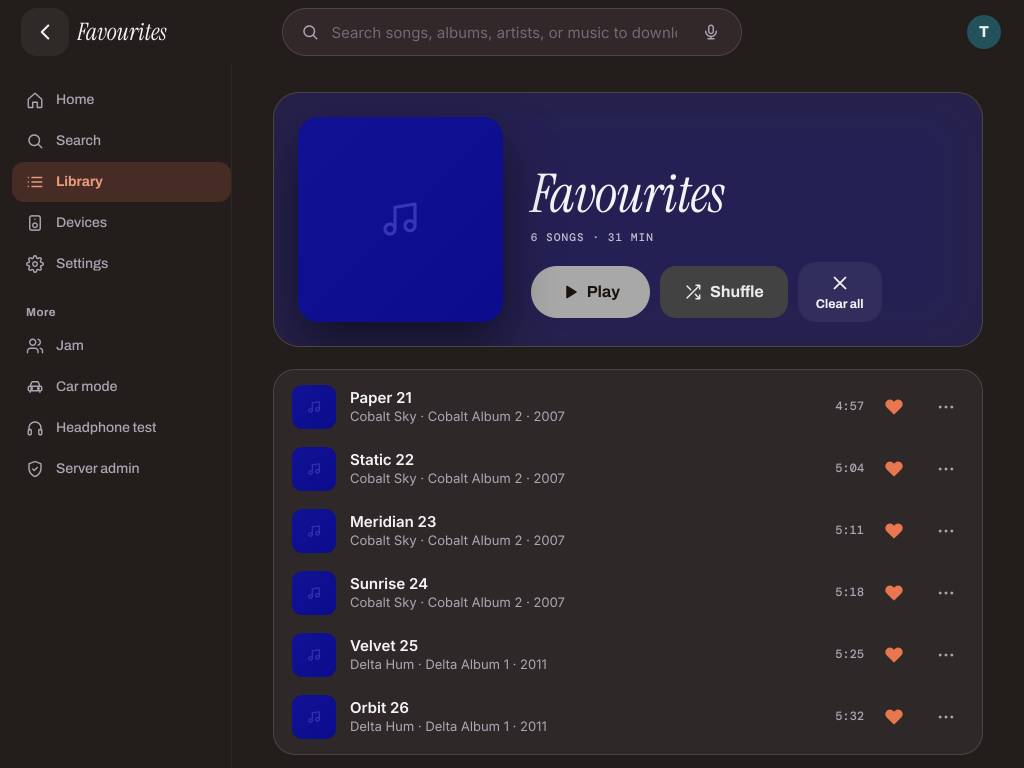 Favourites
Search songs, albums, artists, or music to downl
T
Home
Search
Library
Devices
Settings
More
Jam
Car mode
Headphone test
Server admin
Favourites
6 SONGS · 31 MIN
Play
Shuffle
Clear all
Paper 21
Cobalt Sky · Cobalt Album 2 · 2007
4:57
Static 22
Cobalt Sky · Cobalt Album 2 · 2007
5:04
Meridian 23
Cobalt Sky · Cobalt Album 2 · 2007
5:11
Sunrise 24
Cobalt Sky · Cobalt Album 2 · 2007
5:18
Velvet 25
Delta Hum · Delta Album 1 · 2011
5:25
Orbit 26
Delta Hum · Delta Album 1 · 2011
5:32